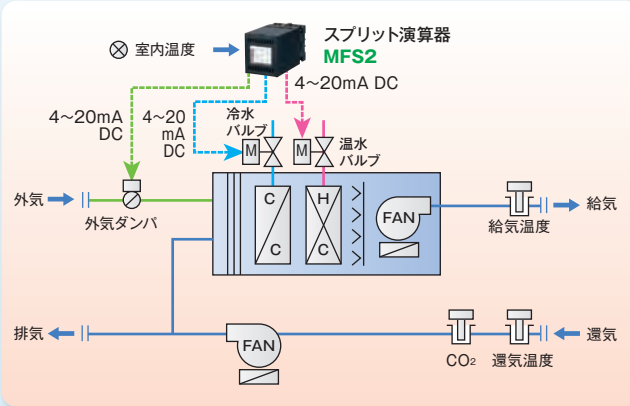 スプリット演算器
MFS2
室内温度
4〜20mA DC
4〜20mA
DC
4〜20
mA
DC
冷水
バルブ
M
M
温水
バルブ
外気
外気ダンパ
C
C
H
C
FAN
給気温度
給気
排気
FAN
CO₂
還気温度
還気